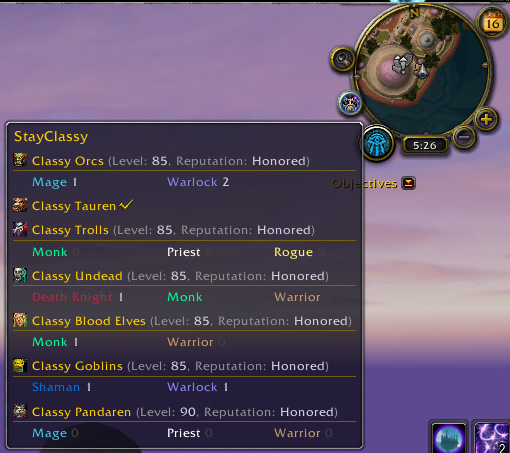 N
16
5:26
Objectives
StayClassy
Classy Orcs (Level: 85, Reputation: Honored)
Mage 1 Warlock 2
Classy Tauren
Classy Trolls (Level: 85, Reputation: Honored)
Monk 0 Priest 0 Rogue 0
Classy Undead (Level: 85, Reputation: Honored)
Death Knight 1 Monk 0 Warrior 0
Classy Blood Elves (Level: 85, Reputation: Honored)
Monk 1 Warrior 0
Classy Goblins (Level: 85, Reputation: Honored)
Shaman 1 Warlock 1
Classy Pandaren (Level: 90, Reputation: Honored)
Mage 0 Priest 0 Warrior 0
2